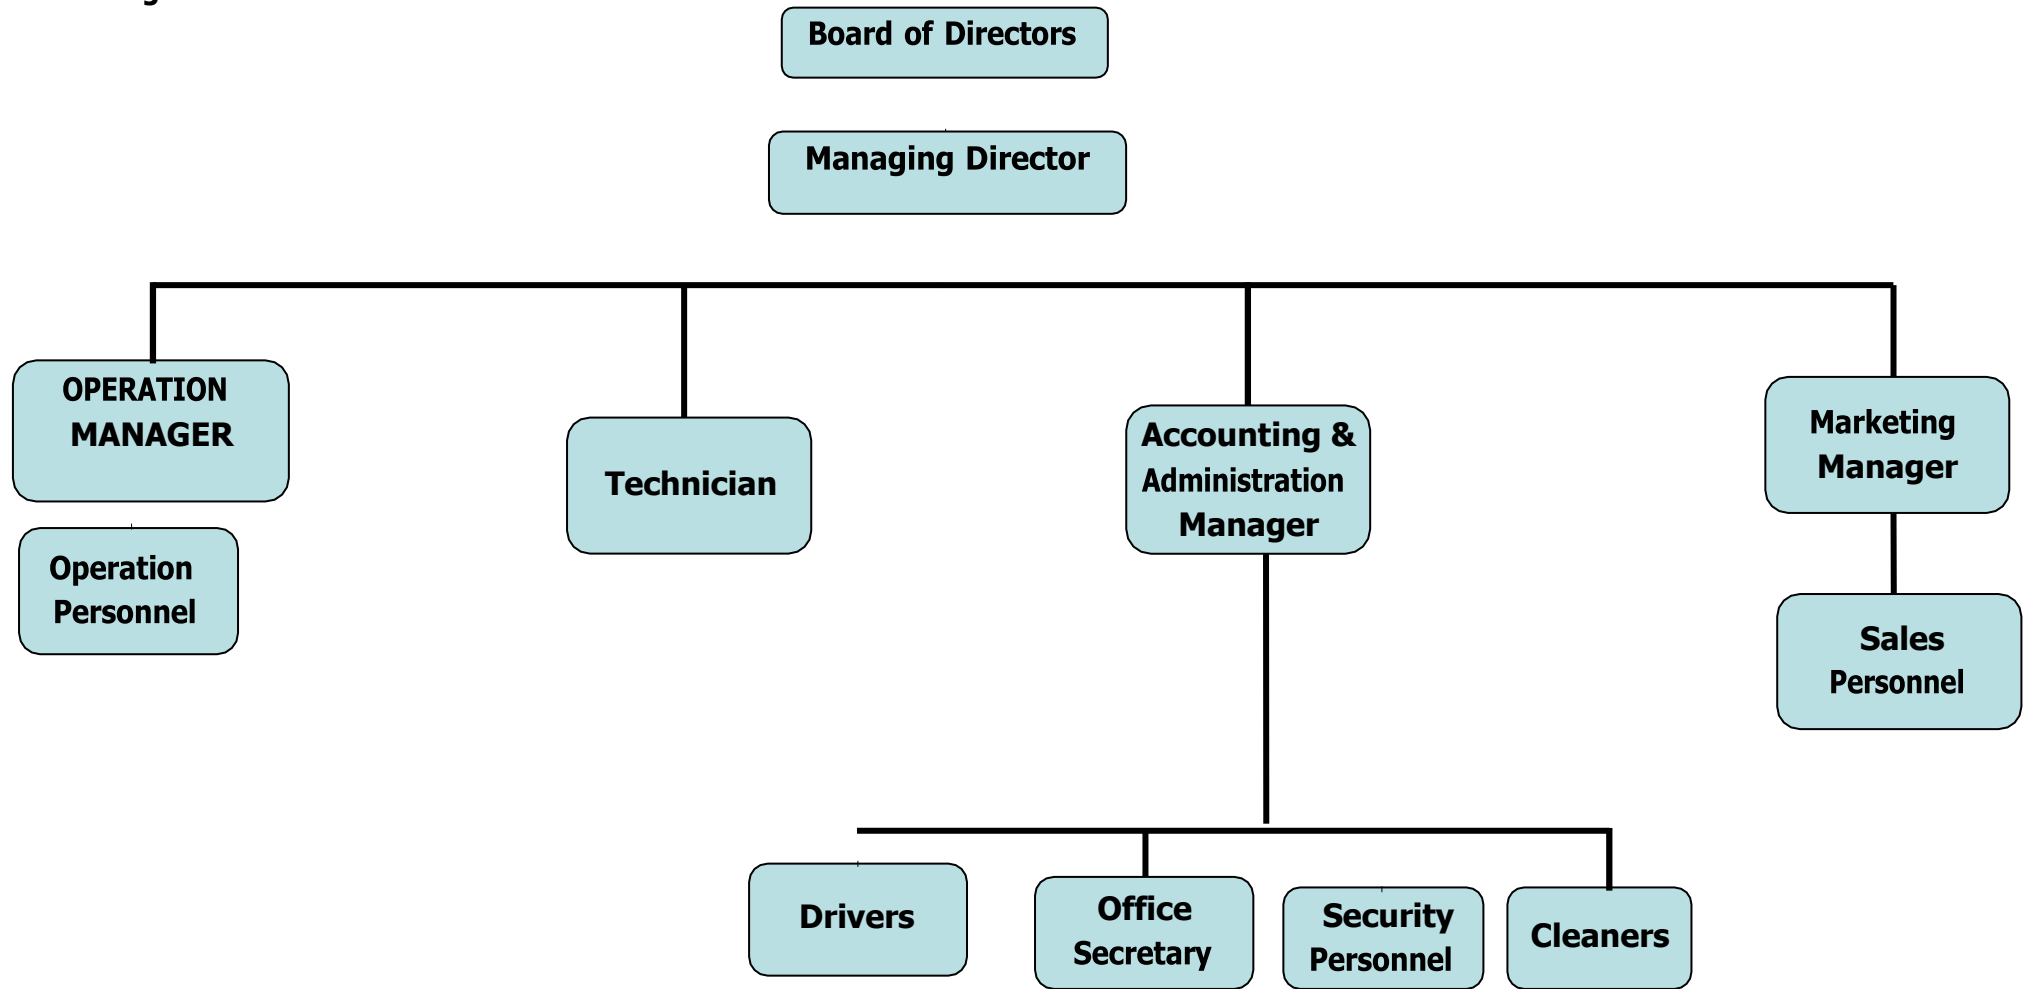 Board of Directors
Managing Director
OPERATION
MANAGER
Technician
Accounting &
Administration
Manager
Marketing
Manager
Operation
Personnel
Sales
Personnel
Drivers
Office
Secretary
Security
Personnel
Cleaners